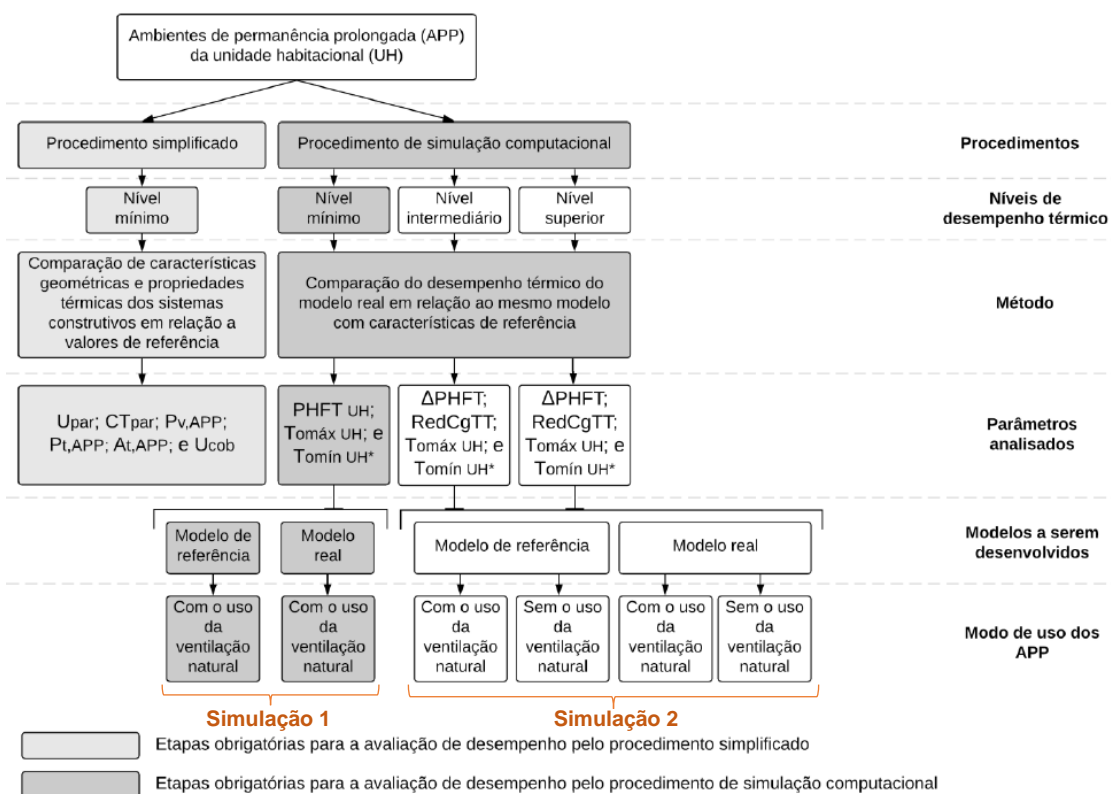 Ambientes de permanência prolongada (APP)
da unidade habitacional (UH)
Procedimento simplificado
Procedimento de simulação computacional
Procedimentos
Nível
mínimo
Nível
mínimo
Nível
intermediário
Nível
superior
Níveis de
desempenho térmico
Comparação de características
geométricas e propriedades
térmicas dos sistemas
construtivos em relação a
valores de referência
Comparação do desempenho térmico do
modelo real em relação ao mesmo modelo
com características de referência
Método
Upar; CTpar; Pv,APP;
Pt,APP; At,APP; e Ucob
PHFT UH;
Tomáx UH; e
Tomín UH*
ΔPHFT;
RedCgTT;
Tomáx UH; e
Tomín UH*
ΔPHFT;
RedCgTT;
Tomáx UH; e
Tomín UH*
Parâmetros
analisados
Modelo de
referência
Modelo
real
Modelo de referência
Modelo real
Modelos a serem
desenvolvidos
Com o uso
da
ventilação
natural
Com o uso
da
ventilação
natural
Com o uso
da
ventilação
natural
Sem o uso
da
ventilação
natural
Com o uso
da
ventilação
natural
Sem o uso
da
ventilação
natural
Modo de uso dos
APP
Simulação 1
Simulação 2
Etapas obrigatórias para a avaliação de desempenho pelo procedimento simplificado
Etapas obrigatórias para a avaliação de desempenho pelo procedimento de simulação computacional